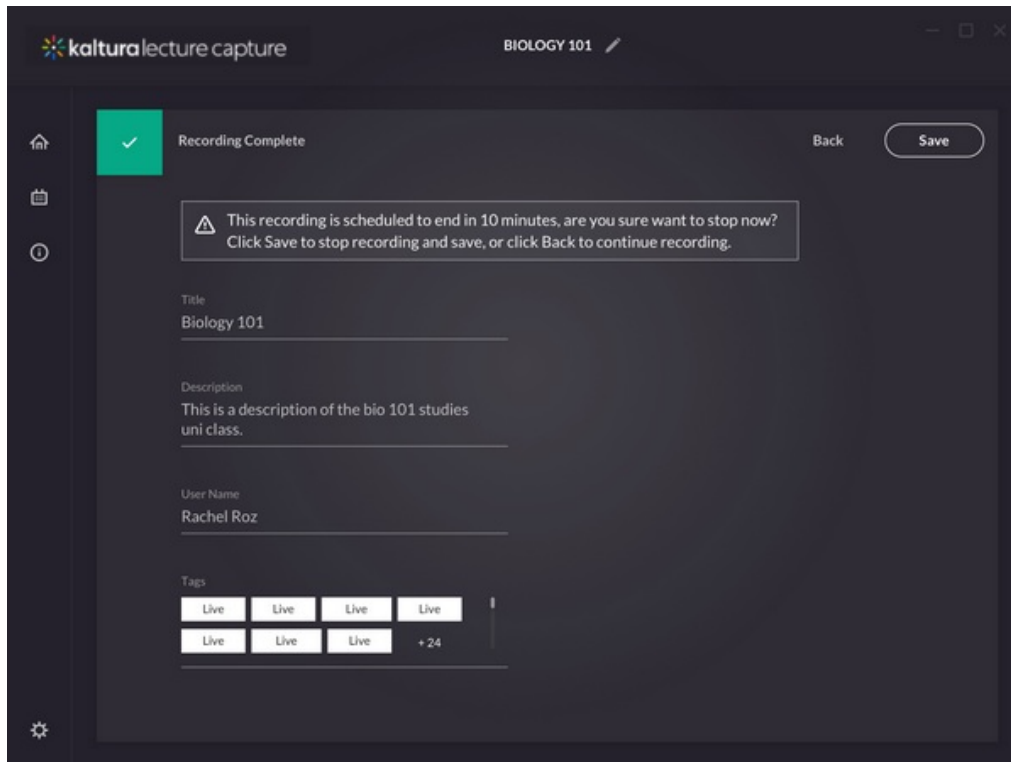 kaltura lecture capture
BIOLOGY 101
Recording Complete
Back
Save
This recording is scheduled to end in 10 minutes, are you sure want to stop now?
Click Save to stop recording and save, or click Back to continue recording.
Title
Biology 101
Description
This is a description of the bio 101 studies
uni class.
User Name
Rachel Roz
Tags
Live Live Live Live
Live Live Live + 24